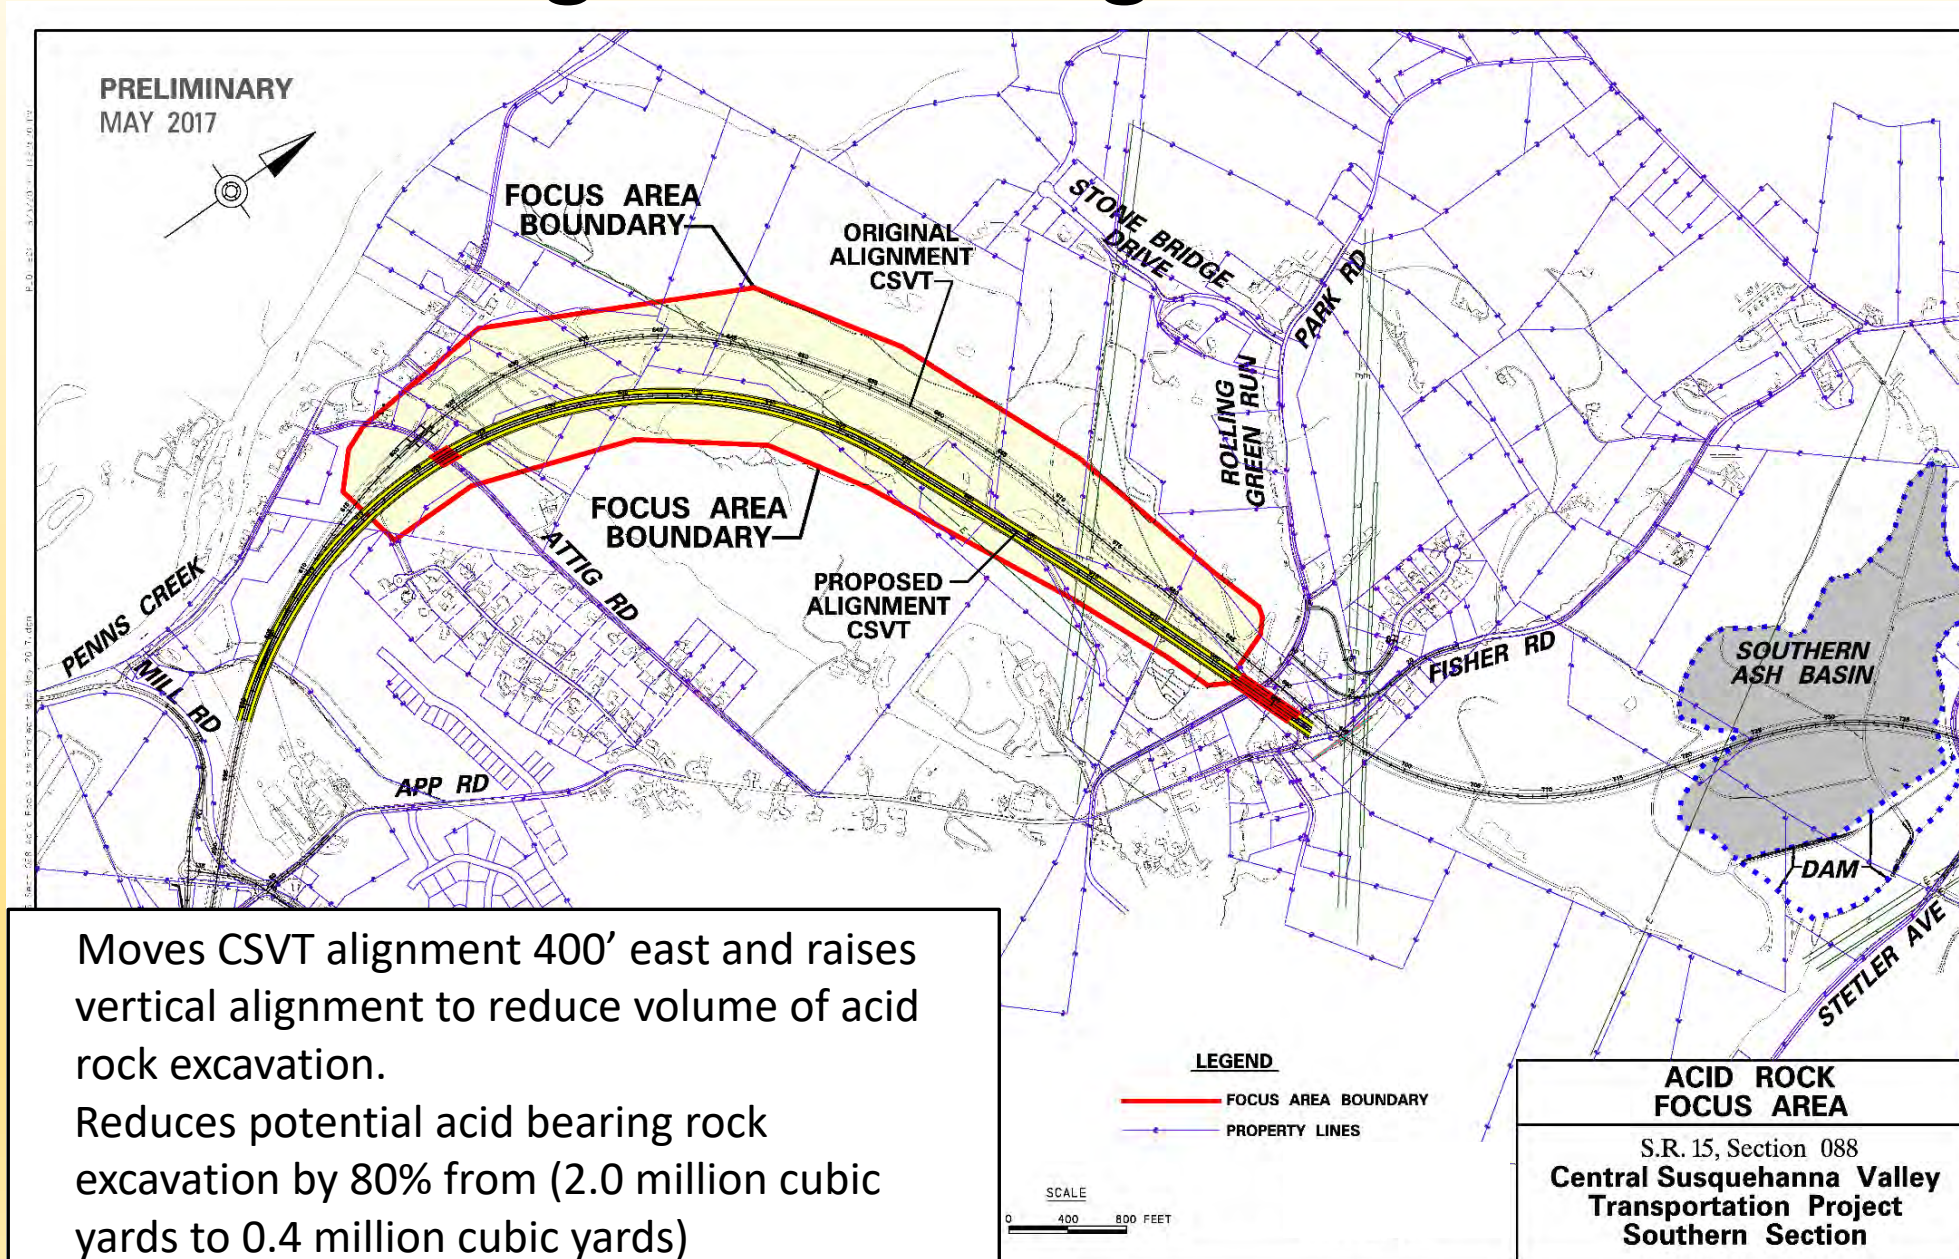 PRELIMINARY
MAY 2017
FOCUS AREA
BOUNDARY
ORIGINAL
ALIGNMENT
CSVT
STONE BRIDGE
DRIVE
PARK RD
ROLLING
GREEN RUN
FOCUS AREA
BOUNDARY
ATTIG RD
PROPOSED
ALIGNMENT
CSVT
PENNS CREEK
MILL RD
APP RD
FISHER RD
SOUTHERN
ASH BASIN
DAM
STETLER AVE
Moves CSVT alignment 400’ east and raises
vertical alignment to reduce volume of acid
rock excavation.
Reduces potential acid bearing rock
excavation by 80% from (2.0 million cubic
yards to 0.4 million cubic yards)
LEGEND
FOCUS AREA BOUNDARY
PROPERTY LINES
SCALE
0 400 800 FEET
ACID ROCK
FOCUS AREA
S.R. 15, Section 088
Central Susquehanna Valley
Transportation Project
Southern Section